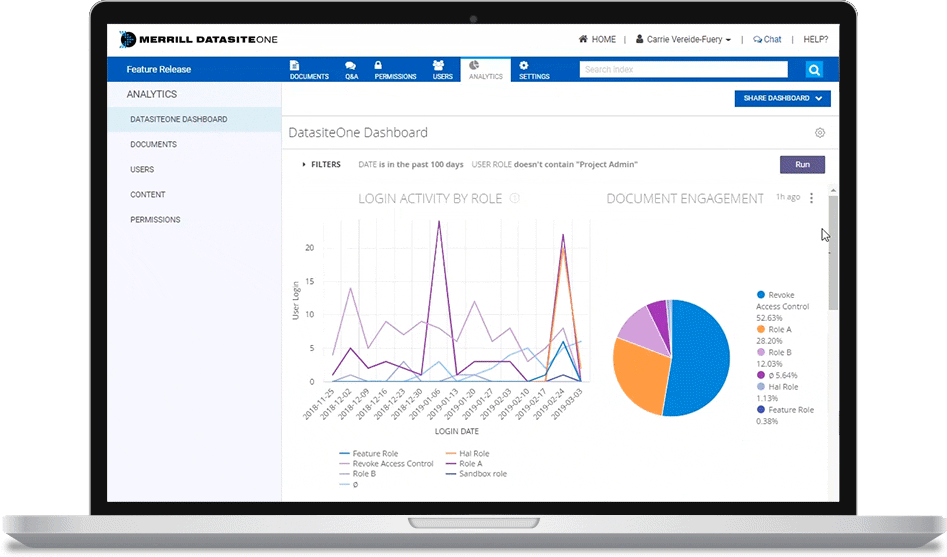 MERRILL DATASITEONE
HOME | Carrie Vereide-Fuery | Chat | HELP?
Feature Release
DOCUMENTS Q&A PERMISSIONS USERS ANALYTICS SETTINGS
Search Index
ANALYTICS
SHARE DASHBOARD
DATASITEONE DASHBOARD
DatasiteOne Dashboard
DOCUMENTS
FILTERS DATE is in the past 100 days USER ROLE doesn't contain "Project Admin"
Run
USERS
CONTENT
PERMISSIONS
LOGIN ACTIVITY BY ROLE
User Login
20
15
10
5
0
2018-11-25
2018-12-02
2018-12-09
2018-12-16
2018-12-23
2018-12-30
2019-01-06
2019-01-13
2019-01-20
2019-01-27
2019-02-03
2019-02-10
2019-02-17
2019-02-24
2019-03-03
LOGIN DATE
Feature Role
Hal Role
Revoke Access Control
Role A
Role B
Sandbox role
Ø
DOCUMENT ENGAGEMENT
1h ago
Revoke
Access Control
52.63%
Role A
28.20%
Role B
12.03%
Ø 5.64%
Hal Role
1.13%
Feature Role
0.38%